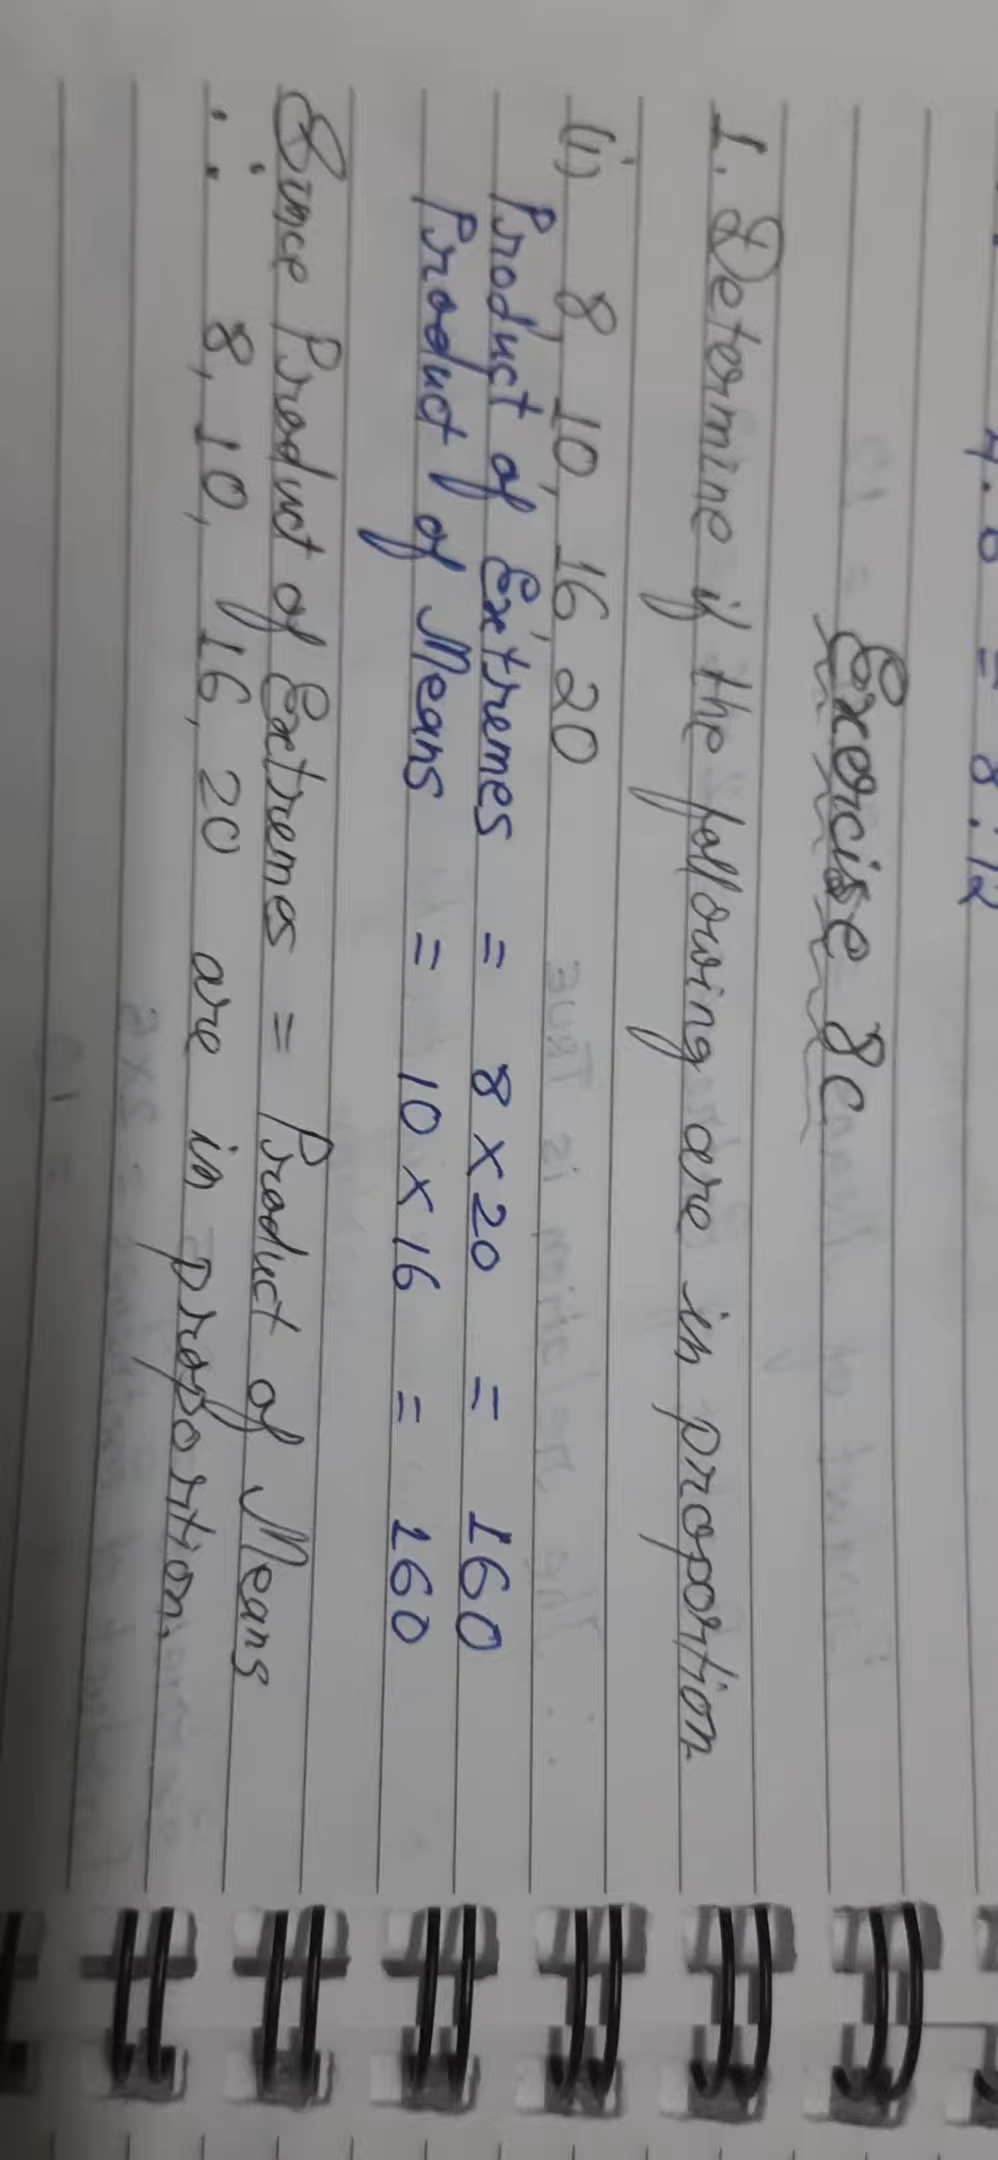 = 8:12
Exercise 8c
1. Determine if the following are in proportion
(i) 8, 10, 16, 20
Product of Extremes = 8 × 20 = 160
Product of Means = 10 × 16 = 160
Since Product of Extremes = Product of Means
∴ 8, 10, 16, 20 are in proportion.